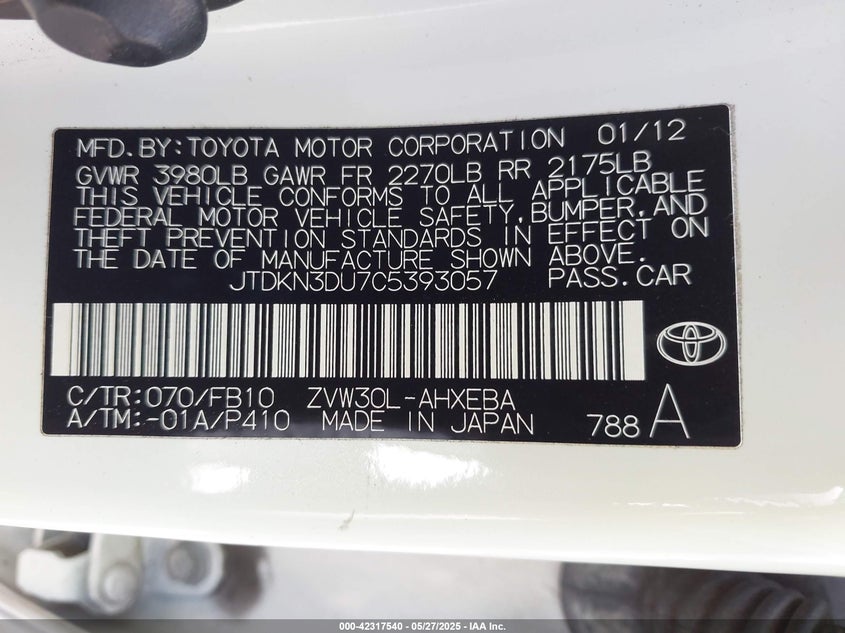 MFD. BY: TOYOTA MOTOR CORPORATION 01/12
GVWR 3980LB GAWR FR 2270LB RR 2175LB
THIS VEHICLE CONFORMS TO ALL APPLICABLE
FEDERAL MOTOR VEHICLE SAFETY, BUMPER, AND
THEFT PREVENTION STANDARDS IN EFFECT ON
THE DATE OF MANUFACTURE SHOWN ABOVE.
JTDKN3DU7C5393057 PASS. CAR
C/TR: 070/FB10 ZVW30L-AHXEBA
A/TM: -01A/P410 MADE IN JAPAN 788 A
000-42317540 - 05/27/2025 - IAA Inc.